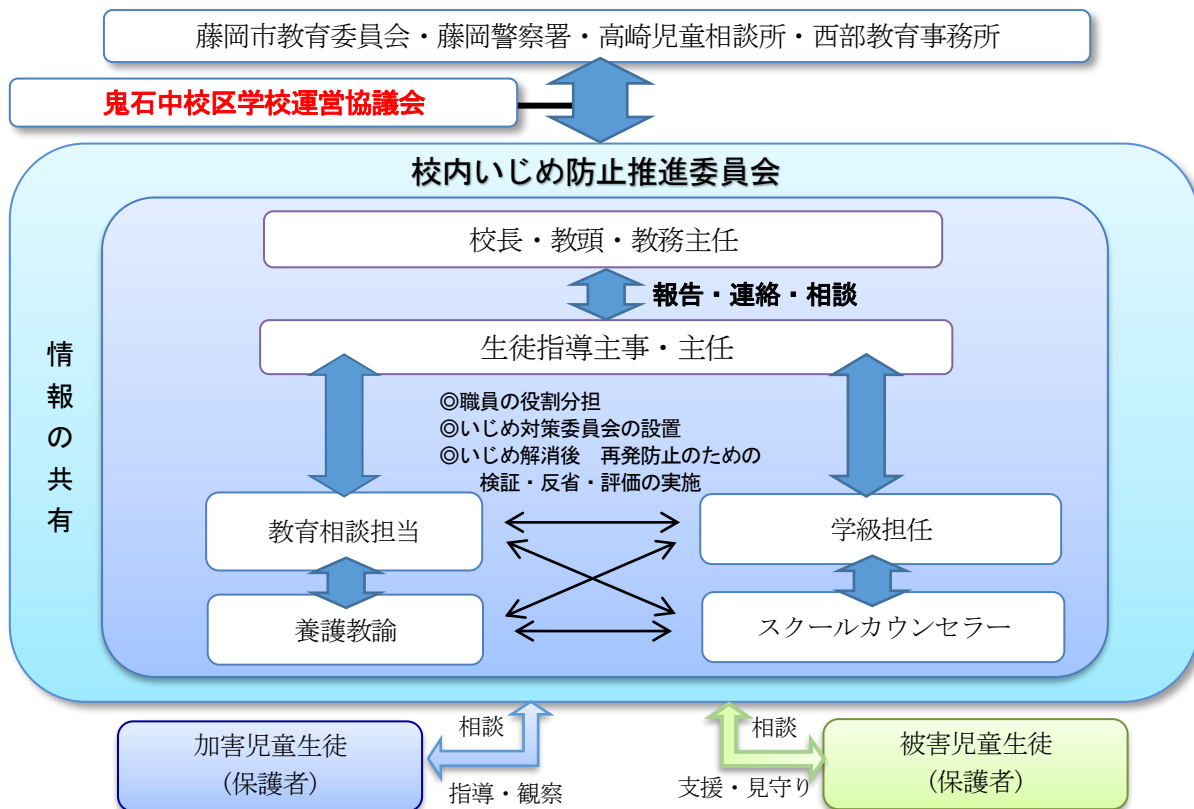 藤岡市教育委員会・藤岡警察署・高崎児童相談所・西部教育事務所
鬼石中校区学校運営協議会
校内いじめ防止推進委員会
校長・教頭・教務主任
報告・連絡・相談
生徒指導主事・主任
情報の共有
◎職員の役割分担
◎いじめ対策委員会の設置
◎いじめ解消後　再発防止のための
検証・反省・評価の実施
教育相談担当
学級担任
養護教諭
スクールカウンセラー
加害児童生徒
(保護者)
相談
指導・観察
相談
支援・見守り
被害児童生徒
(保護者)